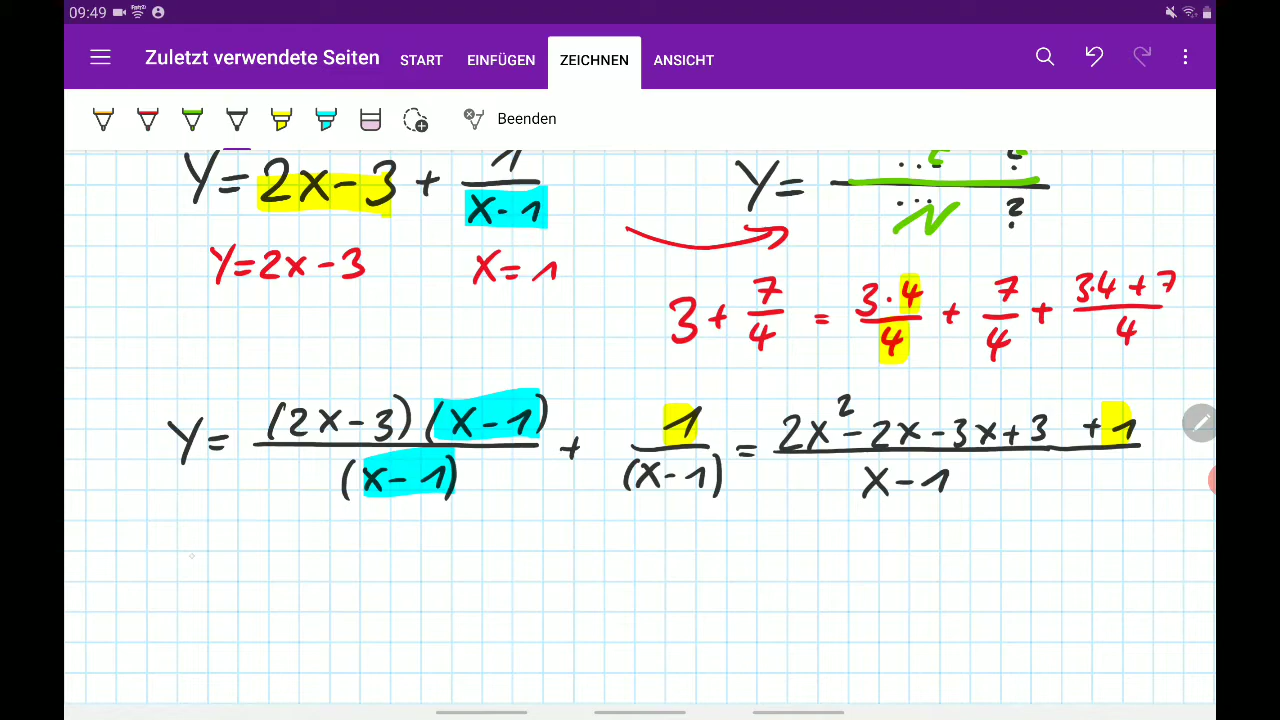 09:49
Zuletzt verwendete Seiten START EINFÜGEN ZEICHNEN ANSICHT
Beenden
Y = 2x - 3 + 1/(x - 1)
Y = ... ? / ... ?
Z
N
Y = 2x - 3    x = 1
3 + 7/4 = (3·4)/4 + 7/4 + (3·4 + 7)/4
Y = ((2x - 3)(x - 1))/((x - 1)) + 1/((x - 1)) = (2x² - 2x - 3x + 3 + 1)/(x - 1)